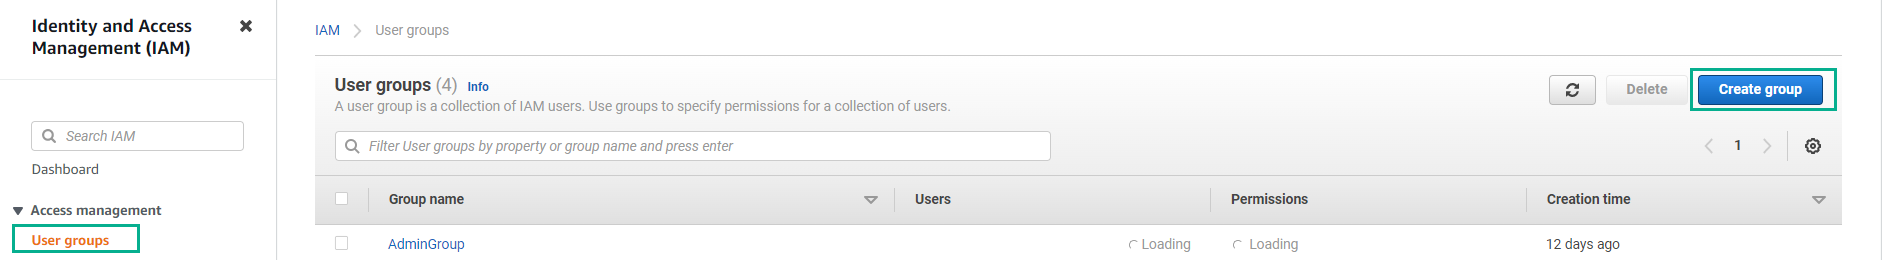 Identity and Access
Management (IAM)
Search IAM
Dashboard
Access management
User groups
IAM
User groups
User groups (4) Info
A user group is a collection of IAM users. Use groups to specify permissions for a collection of users.
Delete
Create group
Filter User groups by property or group name and press enter
1
Group name
Users
Permissions
Creation time
AdminGroup
Loading
Loading
12 days ago